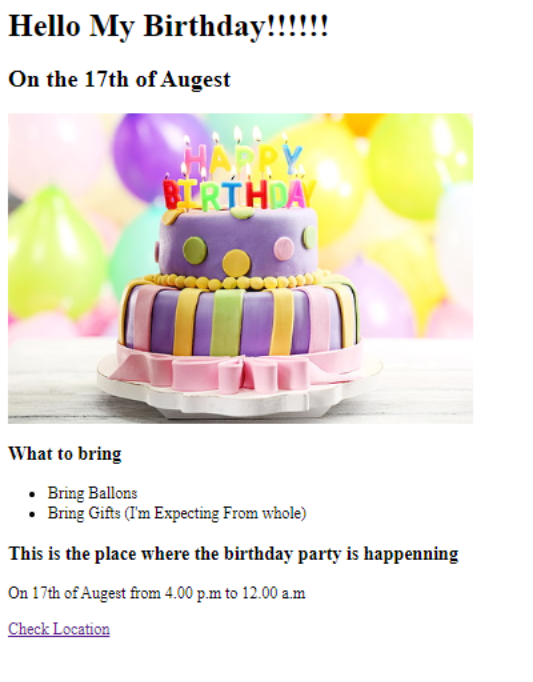 Hello My Birthday!!!!!!
On the 17th of Augest
HAPPY
BIRTHDAY
What to bring
Bring Ballons
Bring Gifts (I'm Expecting From whole)
This is the place where the birthday party is happenning
On 17th of Augest from 4.00 p.m to 12.00 a.m
Check Location